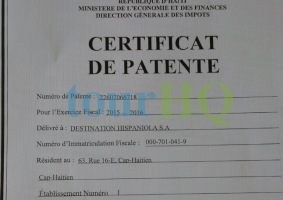 REPUBLIQUE D'HAITI
MINISTERE DE L'ECONOMIE ET DES FINANCES
DIRECTION GENERALE DES IMPOTS
CERTIFICAT
DE PATENTE
Numéro de Patente :
Pour l'Exercice Fiscal : 2015 2016
tourHQ
Délivré à : DESTINATION HISPANIOLA S.A.
Numéro d'Immatriculation Fiscale : 000-701-041-9
Résident au : 63, Rue 16-E, Cap-Haitien
Cap-Haitien
Établissement Numéro 1